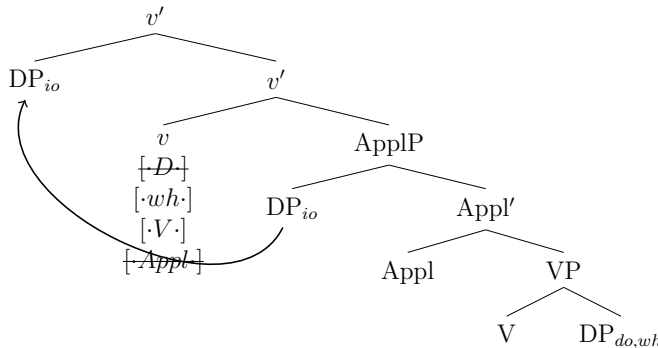 v′
DP_io v′
v ApplP
[·D·]
[·wh·] DP_io Appl′
[·V·]
[·Appl·] Appl VP
V DP_do,wh